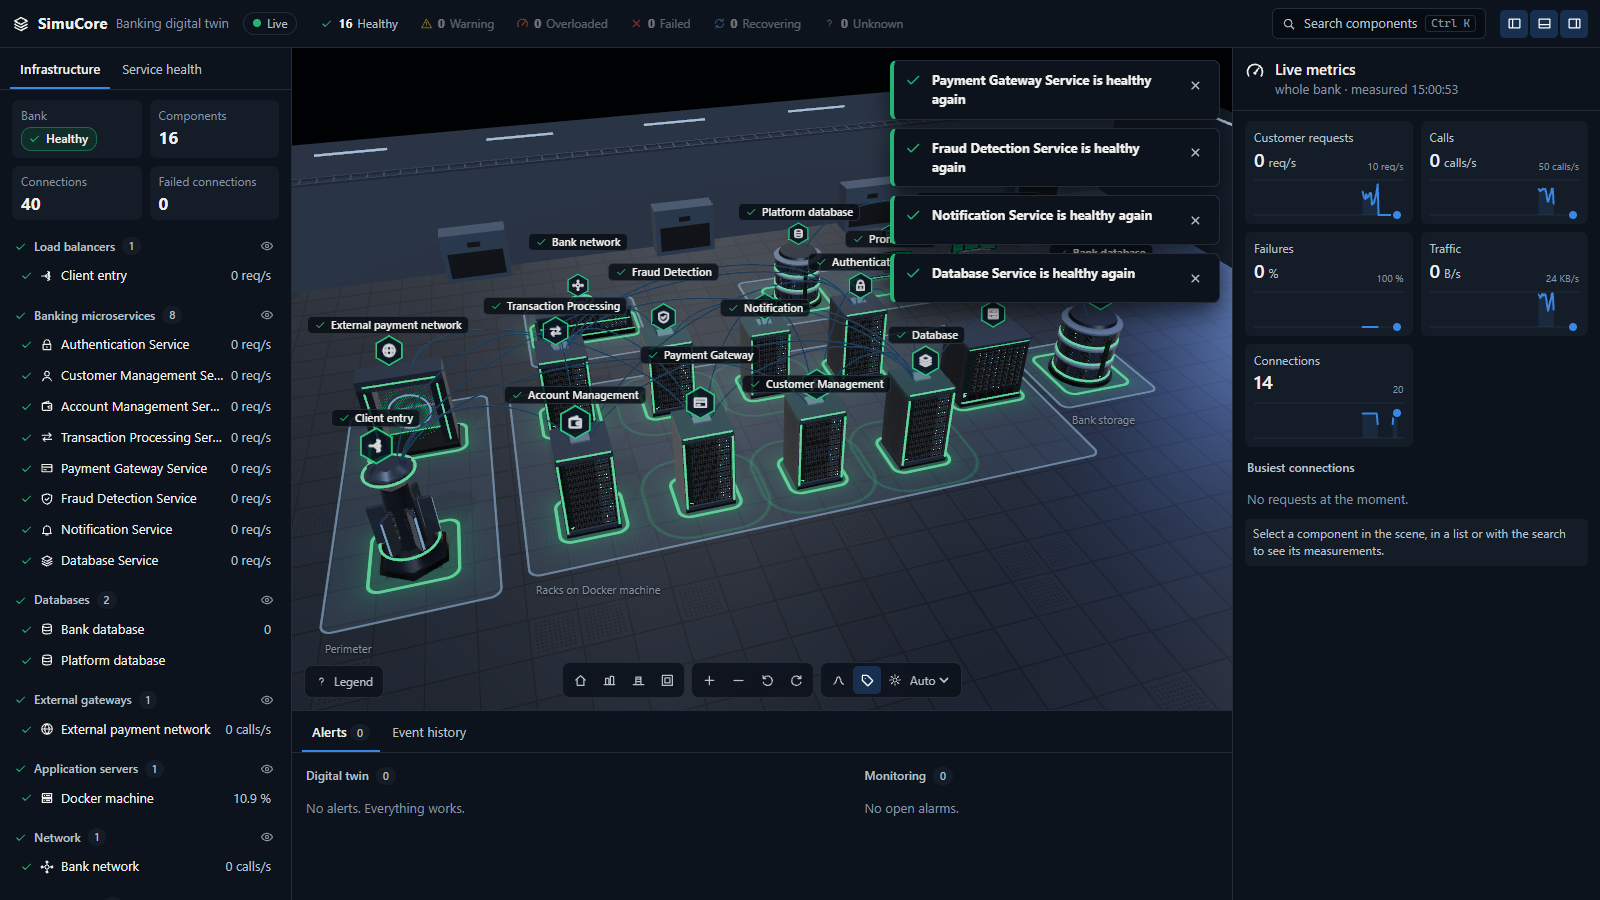 SimuCore Banking digital twin Live 16 Healthy 0 Warning 0 Overloaded 0 Failed 0 Recovering ? 0 Unknown Search components Ctrl K
Infrastructure Service health
Bank
Healthy
Components
16
Connections
40
Failed connections
0
Load balancers 1
Client entry 0 req/s
Banking microservices 8
Authentication Service 0 req/s
Customer Management Se... 0 req/s
Account Management Ser... 0 req/s
Transaction Processing Ser... 0 req/s
Payment Gateway Service 0 req/s
Fraud Detection Service 0 req/s
Notification Service 0 req/s
Database Service 0 req/s
Databases 2
Bank database 0
Platform database
External gateways 1
External payment network 0 calls/s
Application servers 1
Docker machine 10.9 %
Network 1
Bank network 0 calls/s
Payment Gateway Service is healthy
again
Fraud Detection Service is healthy
again
Notification Service is healthy again
Database Service is healthy again
Platform database
Bank network
Fraud Detection
Transaction Processing
Notification
External payment network
Database
Payment Gateway
Customer Management
Account Management
Client entry
Bank database
Bank storage
Racks on Docker machine
Perimeter
? Legend
Auto
Alerts 0 Event history
Digital twin 0
No alerts. Everything works.
Monitoring 0
No open alarms.
Live metrics
whole bank · measured 15:00:53
Customer requests
0 req/s 10 req/s
Calls
0 calls/s 50 calls/s
Failures
0 % 100 %
Traffic
0 B/s 24 KB/s
Connections
14 20
Busiest connections
No requests at the moment.
Select a component in the scene, in a list or with the search
to see its measurements.